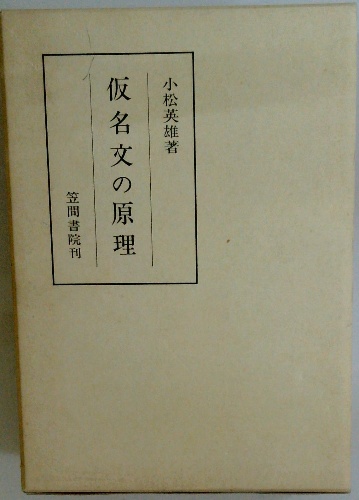 小松英雄著
仮名文の原理
笠間書院刊